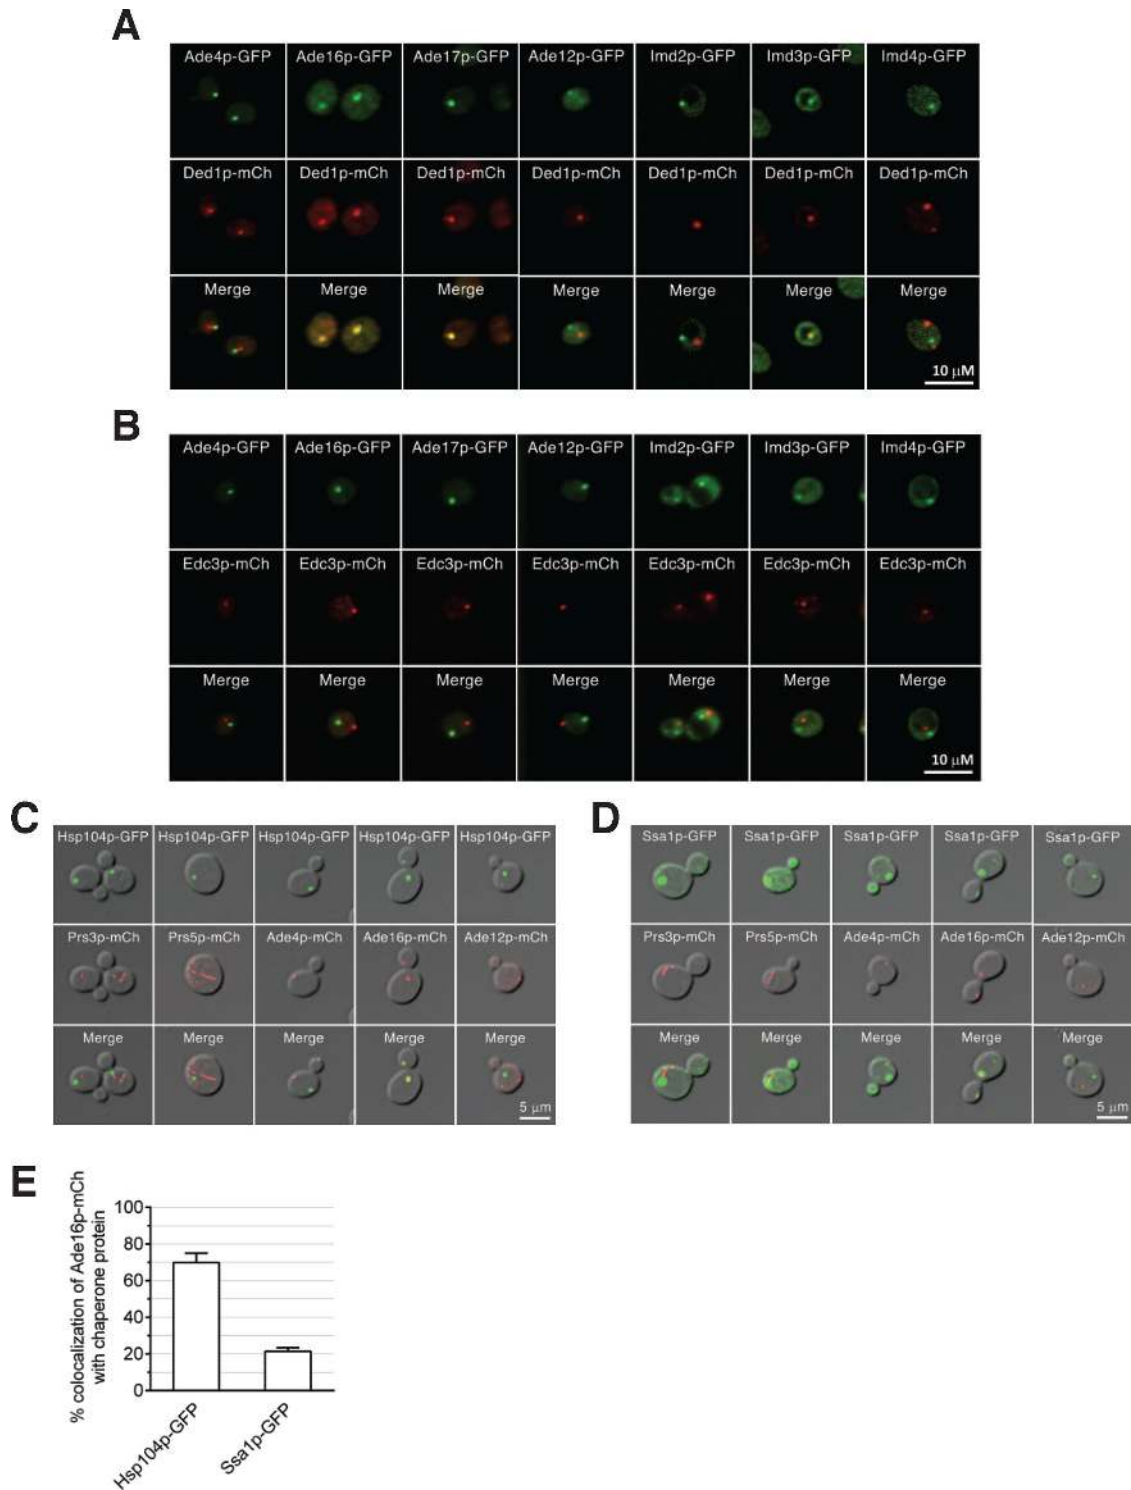 A
Ade4p-GFP Ade16p-GFP Ade17p-GFP Ade12p-GFP Imd2p-GFP Imd3p-GFP Imd4p-GFP
Ded1p-mCh Ded1p-mCh Ded1p-mCh Ded1p-mCh Ded1p-mCh Ded1p-mCh Ded1p-mCh
Merge Merge Merge Merge Merge Merge Merge
10 µM
B
Ade4p-GFP Ade16p-GFP Ade17p-GFP Ade12p-GFP Imd2p-GFP Imd3p-GFP Imd4p-GFP
Edc3p-mCh Edc3p-mCh Edc3p-mCh Edc3p-mCh Edc3p-mCh Edc3p-mCh Edc3p-mCh
Merge Merge Merge Merge Merge Merge Merge
10 µM
C
Hsp104p-GFP Hsp104p-GFP Hsp104p-GFP Hsp104p-GFP Hsp104p-GFP
Prs3p-mCh Prs5p-mCh Ade4p-mCh Ade16p-mCh Ade12p-mCh
Merge Merge Merge Merge Merge
5 µm
D
Ssa1p-GFP Ssa1p-GFP Ssa1p-GFP Ssa1p-GFP Ssa1p-GFP
Prs3p-mCh Prs5p-mCh Ade4p-mCh Ade16p-mCh Ade12p-mCh
Merge Merge Merge Merge Merge
5 µm
E
% colocalization of Ade16p-mCh
with chaperone protein
100
80
60
40
20
0
Hsp104p-GFP
Ssa1p-GFP